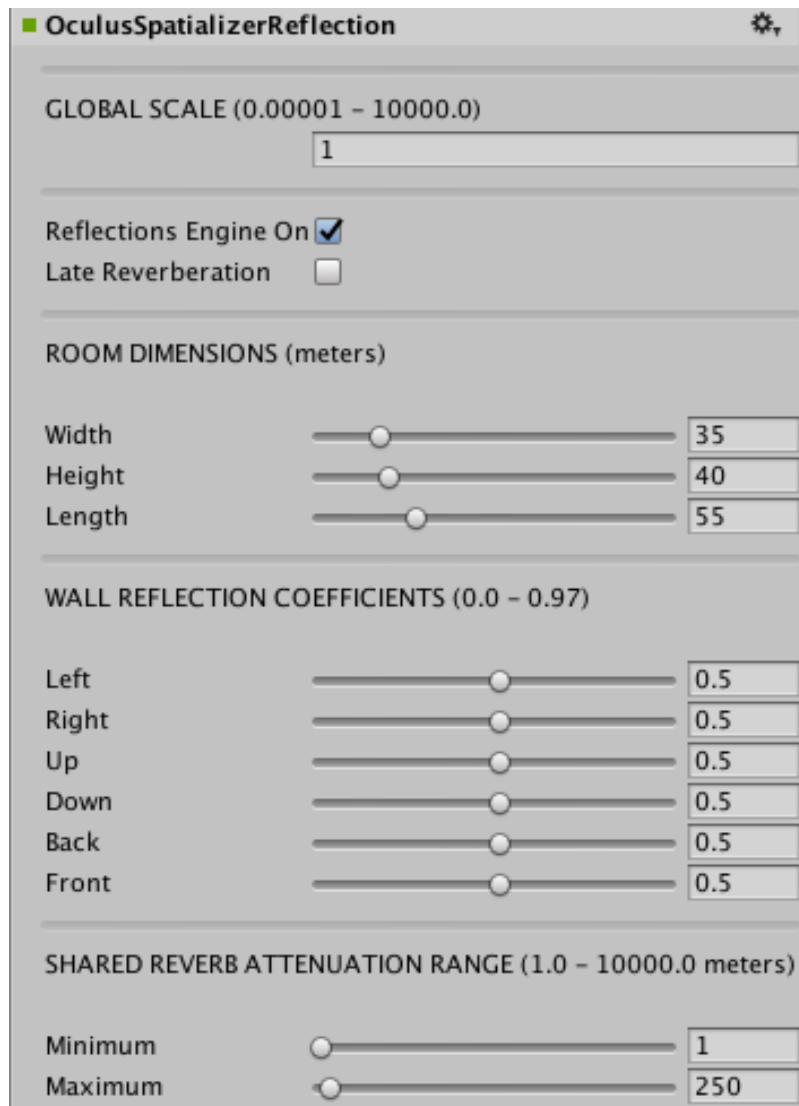 OculusSpatializerReflection
GLOBAL SCALE (0.00001 – 10000.0)
1
Reflections Engine On
Late Reverberation
ROOM DIMENSIONS (meters)
Width 35
Height 40
Length 55
WALL REFLECTION COEFFICIENTS (0.0 – 0.97)
Left 0.5
Right 0.5
Up 0.5
Down 0.5
Back 0.5
Front 0.5
SHARED REVERB ATTENUATION RANGE (1.0 – 10000.0 meters)
Minimum 1
Maximum 250